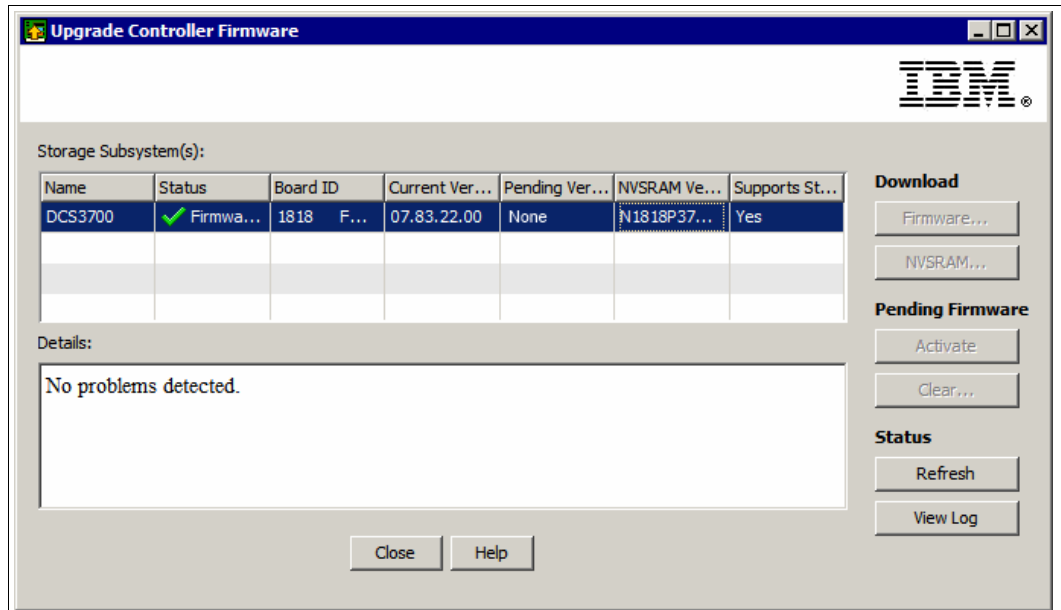 Upgrade Controller Firmware
IBM®
Storage Subsystem(s):
Name Status Board ID Current Ver... Pending Ver... NVSRAM Ve... Supports St...
DCS3700 Firmwa... 1818 F... 07.83.22.00 None N1818P37... Yes
Download
Firmware...
NVSRAM...
Pending Firmware
Activate
Clear...
Details:
No problems detected.
Status
Refresh
View Log
Close Help